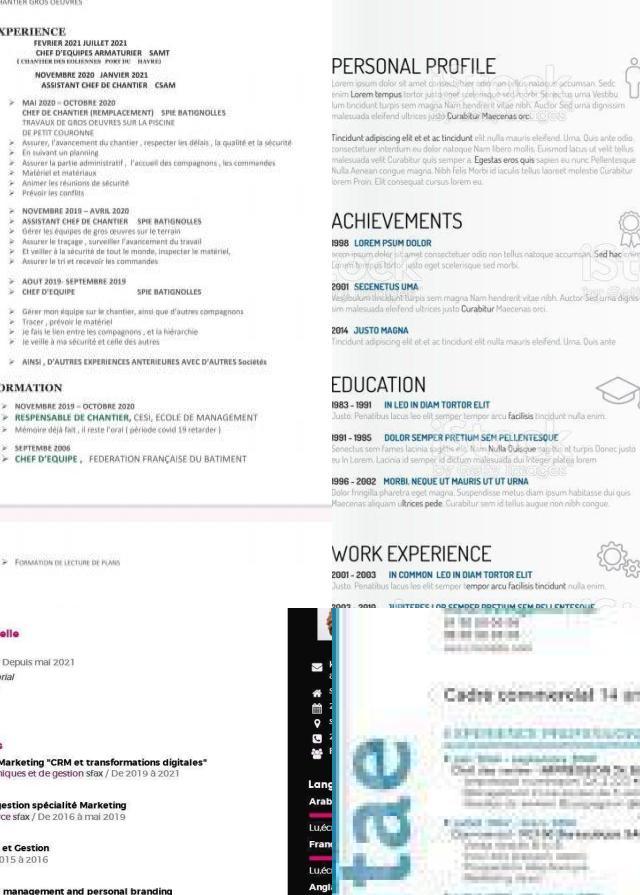 CHANTIER GROS OEUVRES
XPERIENCE
FEVRIER 2021 JUILLET 2021
CHEF D'EQUIPES ARMATURIER SAMT
( CHANTIER DES EOLIENNES PORT DU HAVRE)
NOVEMBRE 2020 JANVIER 2021
ASSISTANT CHEF DE CHANTIER CSAM
➢ MAI 2020 – OCTOBRE 2020
CHEF DE CHANTIER (REMPLACEMENT) SPIE BATIGNOLLES
TRAVAUX DE GROS OEUVRES SUR LA PISCINE
DE PETIT COURONNE
➢ Assurer, l'avancement du chantier , respecter les délais , la qualité et la sécurité
➢ En suivant un planning
➢ Assurer la partie administratif , l'accueil des compagnons , les commandes
➢ Matériel et matériaux
➢ Animer les réunions de sécurité
➢ Prévoir les conflits
➢ NOVEMBRE 2019 – AVRIL 2020
➢ ASSISTANT CHEF DE CHANTIER SPIE BATIGNOLLES
➢ Gérer les équipes de gros œuvres sur le terrain
➢ Assurer le traçage , surveiller l'avancement du travail
➢ Et veiller à la sécurité de tout le monde, inspecter le matériel,
➢ Assurer le tri et recevoir les commandes
➢ AOUT 2019- SEPTEMBRE 2019
➢ CHEF D'EQUIPE SPIE BATIGNOLLES
➢ Gérer mon équipe sur le chantier, ainsi que d'autres compagnons
➢ Tracer , prévoir le matériel
➢ Je fais le lien entre les compagnons , et la hiérarchie
➢ Je veille à ma sécurité et celle des autres
➢ AINSI , D'AUTRES EXPERIENCES ANTERIEURES AVEC D'AUTRES Sociétés
ORMATION
➢ NOVEMBRE 2019 – OCTOBRE 2020
➢ RESPONSABLE DE CHANTIER, CESI, ECOLE DE MANAGEMENT
➢ Mémoire déjà fait , il reste l'oral ( période covid 19 retarder )
➢ SEPTEMBE 2006
➢ CHEF D'EQUIPE , FEDERATION FRANÇAISE DU BATIMENT
➢ FORMATION DE LECTURE DE PLANS
PERSONAL PROFILE
Lorem ipsum dolor sit amet consectetuer odio non tellus natoque accumsan. Sedc
enim Lorem tempus tortor justo eget scelerisque sed morbi. Senectus urna Vestibu
lum tincidunt turpis sem magna Nam hendrerit vitae nibh. Auctor Sed urna dignissim
malesuada eleifend ultrices justo Curabitur Maecenas orci.
Tincidunt adipiscing elit et et ac tincidunt elit nulla mauris eleifend. Urna. Quis ante odio
consectetuer interdum eu dolor natoque Nam libero mollis. Euismod lacus ut velit tellus
malesuada velit Curabitur quis semper a. Egestas eros quis sapien eu nunc Pellentesque
Nulla Aenean congue magna. Nibh Felis Morbi id iaculis tellus laoreet molestie Curabitur
lorem Proin. Elit consequat cursus lorem eu.
ACHIEVEMENTS
1998 LOREM PSUM DOLOR
Lorem ipsum dolor sit amet consectetuer odio non tellus natoque accumsan. Sed hac enim
Lorem tempus tortor justo eget scelerisque sed morbi.
2001 SECENETUS UMA
Vestibulum tincidunt turpis sem magna Nam hendrerit vitae nibh. Auctor Sed urna dignis
sim malesuada eleifend ultrices justo Curabitur Maecenas orci.
2014 JUSTO MAGNA
Tincidunt adipiscing elit et et ac tincidunt elit nulla mauris eleifend. Urna. Quis ante
EDUCATION
1983 - 1991 IN LEO IN DIAM TORTOR ELIT
Justo. Penatibus lacus leo elit semper tempor arcu facilisis tincidunt nulla enim.
1991 - 1995 DOLOR SEMPER PRETIUM SEM PELLENTESQUE
Senectus sem fames lacinia sagittis elit. Nam Nulla Quisque sapibus et turpis Donec justo
eu In Lorem. Lacinia id semper id dictum malesuada dui Integer platea lorem
1996 - 2002 MORBI. NEQUE UT MAURIS UT UT URNA
Dolor fringilla pharetra eget magna. Suspendisse metus diam ipsum habitasse dui quis
Maecenas aliquam ultrices pede. Curabitur sem id tellus augue non nibh congue.
WORK EXPERIENCE
2001 - 2003 IN COMMON LEO IN DIAM TORTOR ELIT
Justo. Penatibus lacus leo elit semper tempor arcu facilisis tincidunt nulla enim.
2003 - 2010 JUPITERES LOR SEMPER PRETIUM SEM PELLENTESQUE
iStock
by Getty Images
elle
Depuis mai 2021
rial
s
Marketing "CRM et transformations digitales"
niques et de gestion sfax / De 2019 à 2021
gestion spécialité Marketing
ce sfax / De 2016 à mai 2019
et Gestion
2015 à 2016
management and personal branding
Lang
Arab
Lu,éc
Franç
Lu,éc
Angla
tae
Cadre commercial 14 an
EXPERIENCE PROFESSIONN